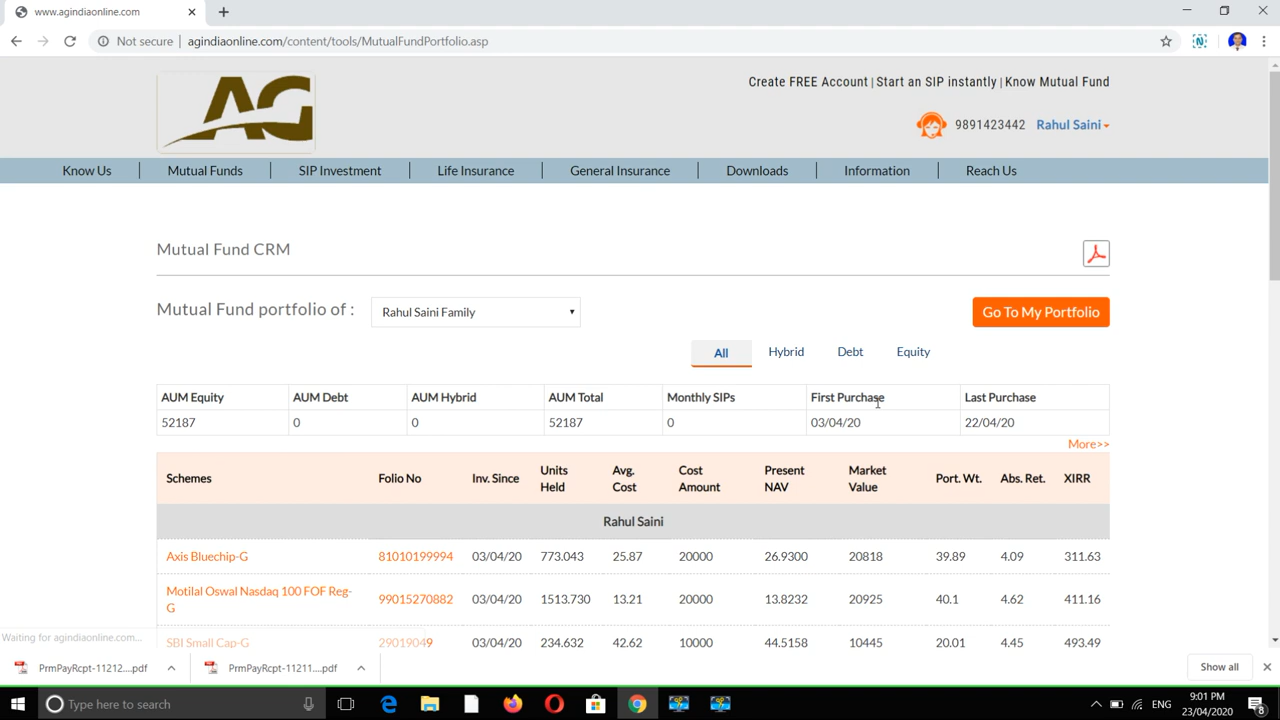 www.agindiaonline.com
Not secure | agindiaonline.com/content/tools/MutualFundPortfolio.asp
AG
Create FREE Account | Start an SIP instantly | Know Mutual Fund
9891423442 Rahul Saini
Know Us Mutual Funds SIP Investment Life Insurance General Insurance Downloads Information Reach Us
Mutual Fund CRM
Mutual Fund portfolio of : Rahul Saini Family Go To My Portfolio
All Hybrid Debt Equity
AUM Equity AUM Debt AUM Hybrid AUM Total Monthly SIPs First Purchase Last Purchase
52187 0 0 52187 0 03/04/20 22/04/20
More>>
Schemes Folio No Inv. Since Units Held Avg. Cost Cost Amount Present NAV Market Value Port. Wt. Abs. Ret. XIRR
Rahul Saini
Axis Bluechip-G 81010199994 03/04/20 773.043 25.87 20000 26.9300 20818 39.89 4.09 311.63
Motilal Oswal Nasdaq 100 FOF Reg-G 99015270882 03/04/20 1513.730 13.21 20000 13.8232 20925 40.1 4.62 411.16
SBI Small Cap-G 29019049 03/04/20 234.632 42.62 10000 44.5158 10445 20.01 4.45 493.49
Waiting for agindiaonline.com...
PrmPayRcpt-11212....pdf PrmPayRcpt-11211....pdf Show all
Type here to search
ENG 9:01 PM
23/04/2020 8